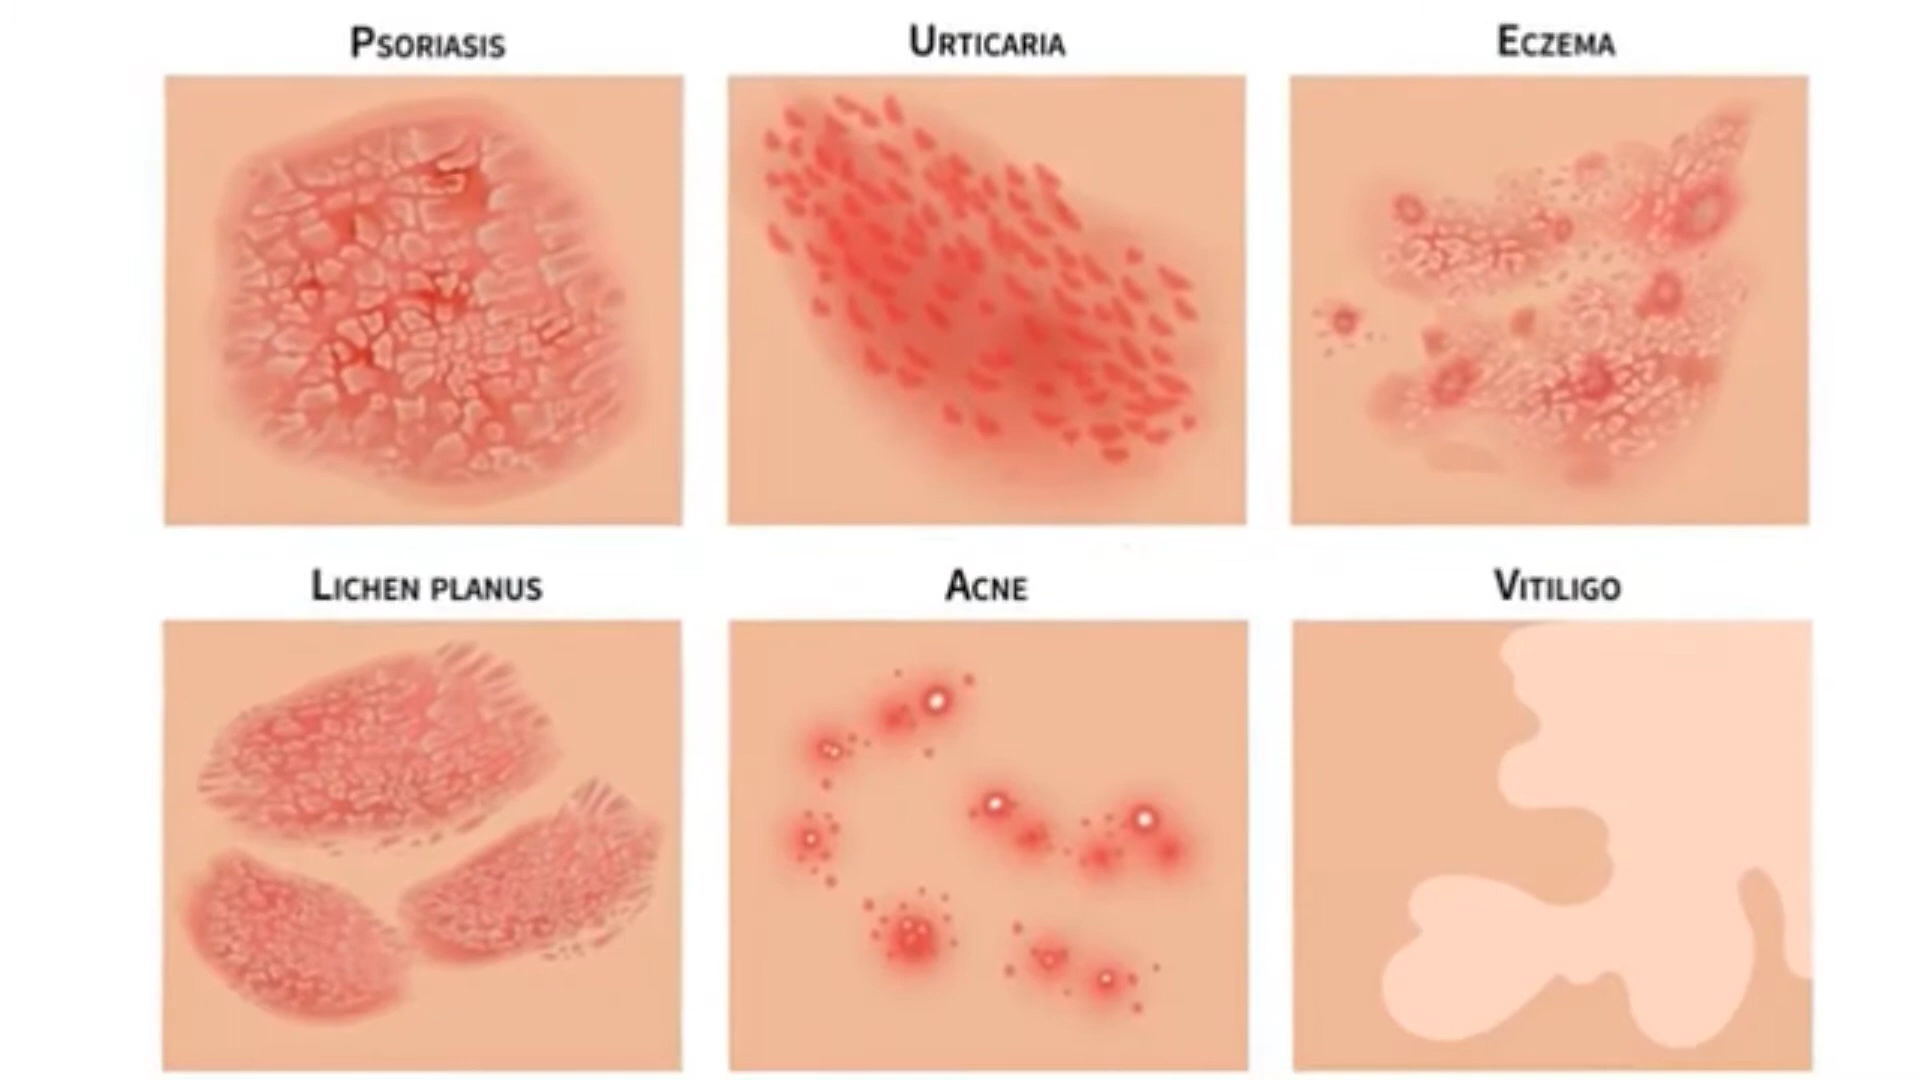 Psoriasis
Urticaria
Eczema
Lichen planus
Acne
Vitiligo